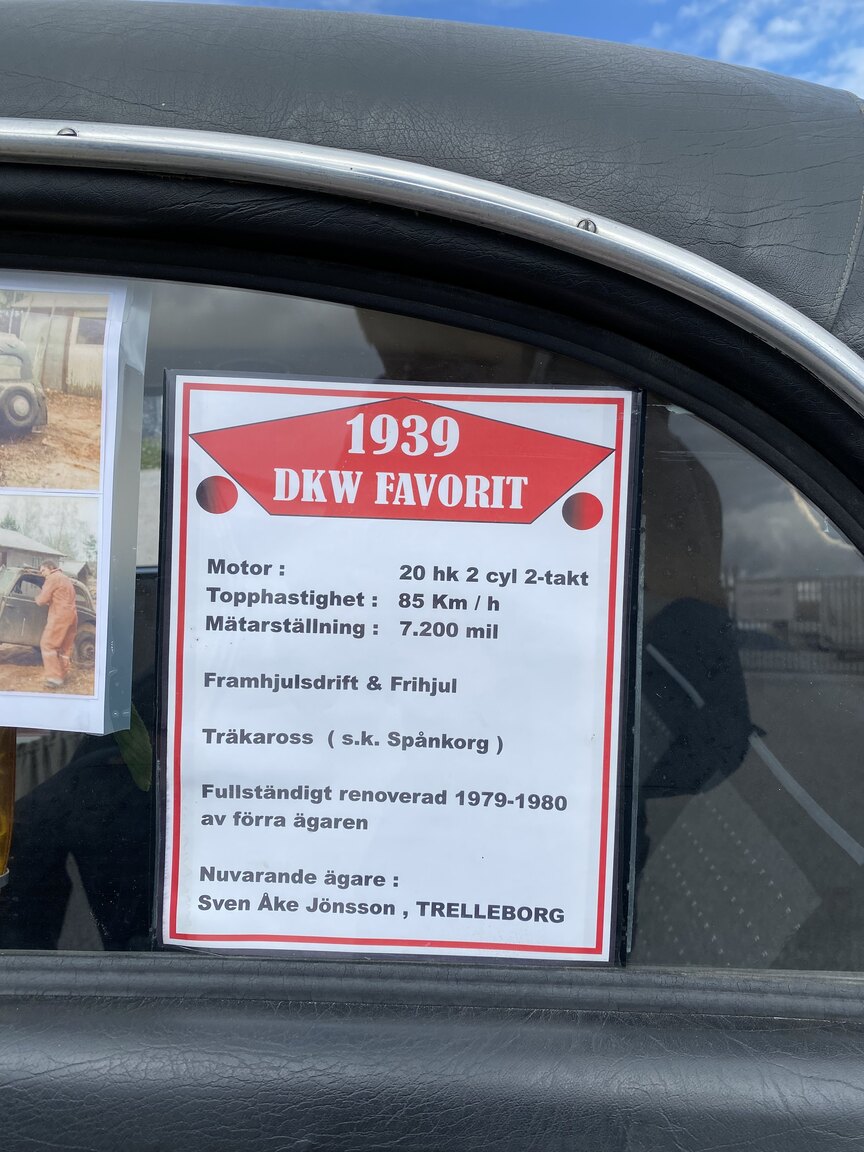 1939
DKW FAVORIT
Motor : 20 hk 2 cyl 2-takt
Topphastighet : 85 Km / h
Mätarställning : 7.200 mil
Framhjulsdrift & Frihjul
Träkaross ( s.k. Spånkorg )
Fullständigt renoverad 1979-1980
av förra ägaren
Nuvarande ägare :
Sven Åke Jönsson , TRELLEBORG